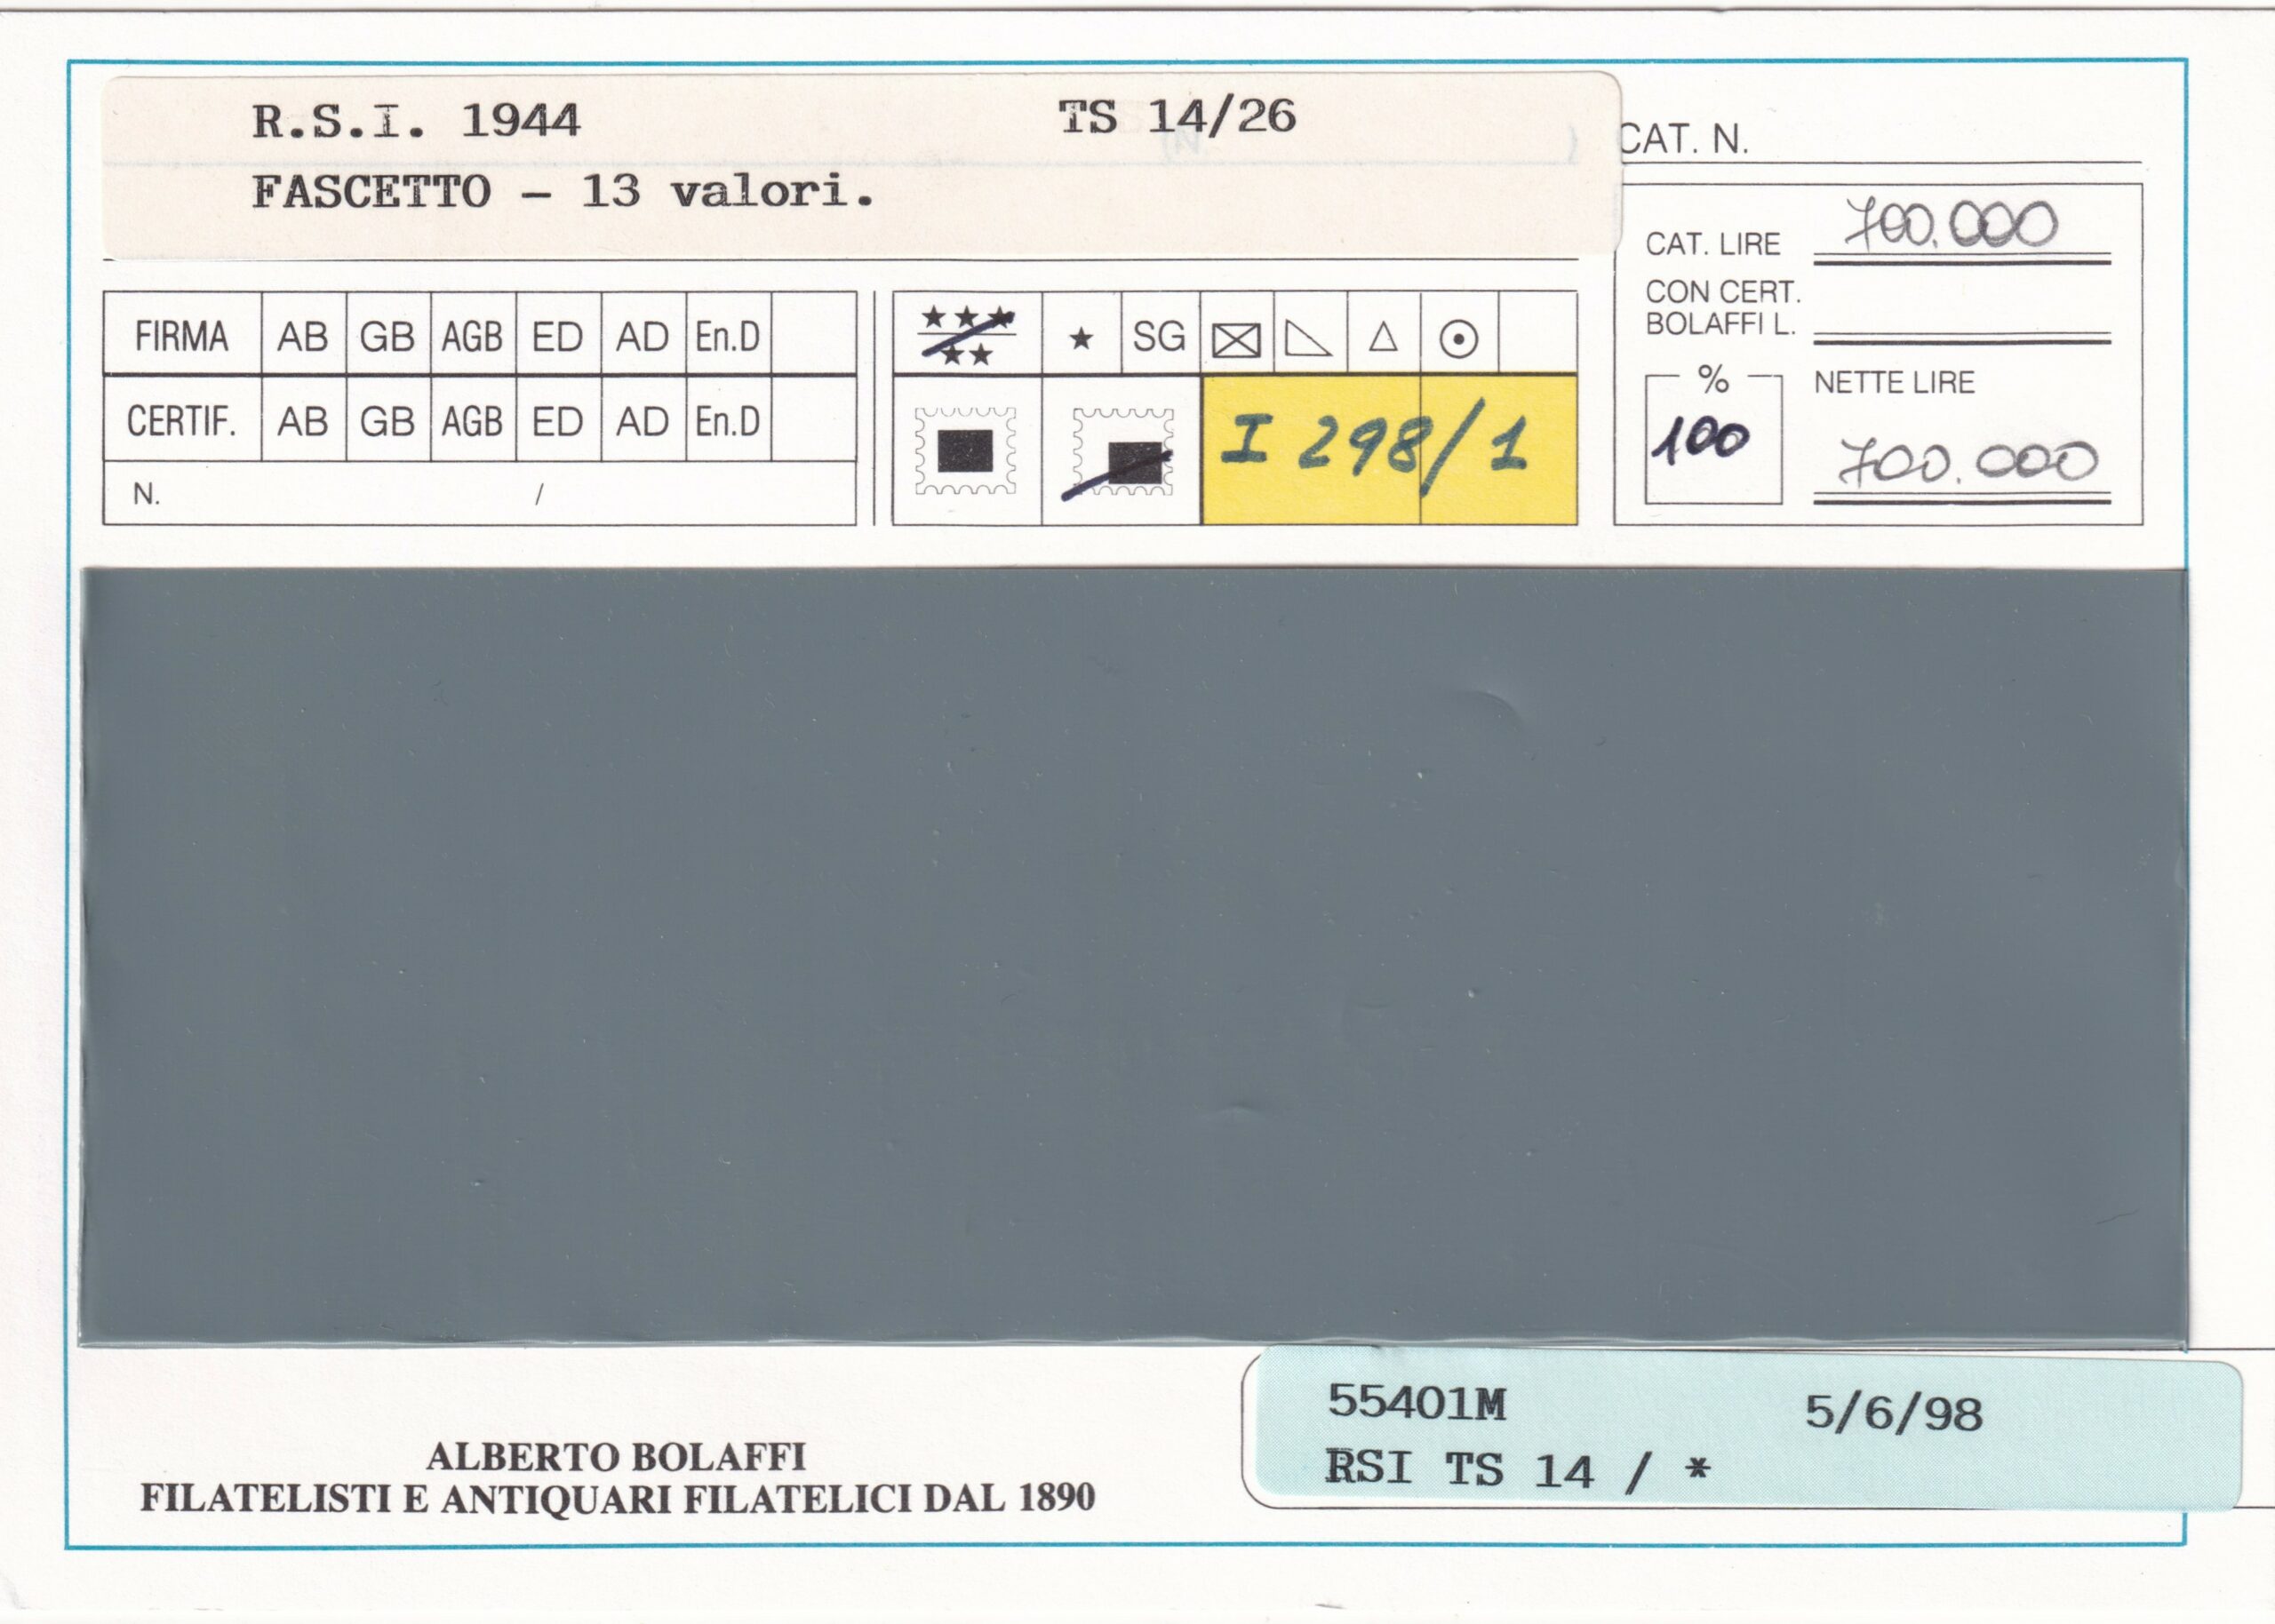 R.S.I. 1944 TS 14/26
FASCETTO - 13 valori.
CAT. N.
CAT. LIRE 700.000
CON CERT.
BOLAFFI L.
% NETTE LIRE
100 700.000
FIRMA AB GB AGB ED AD En.D
CERTIF. AB GB AGB ED AD En.D
N. /
★★★
★★
★ SG
I 298/1
ALBERTO BOLAFFI
FILATELISTI E ANTIQUARI FILATELICI DAL 1890
55401M 5/6/98
RSI TS 14 / *